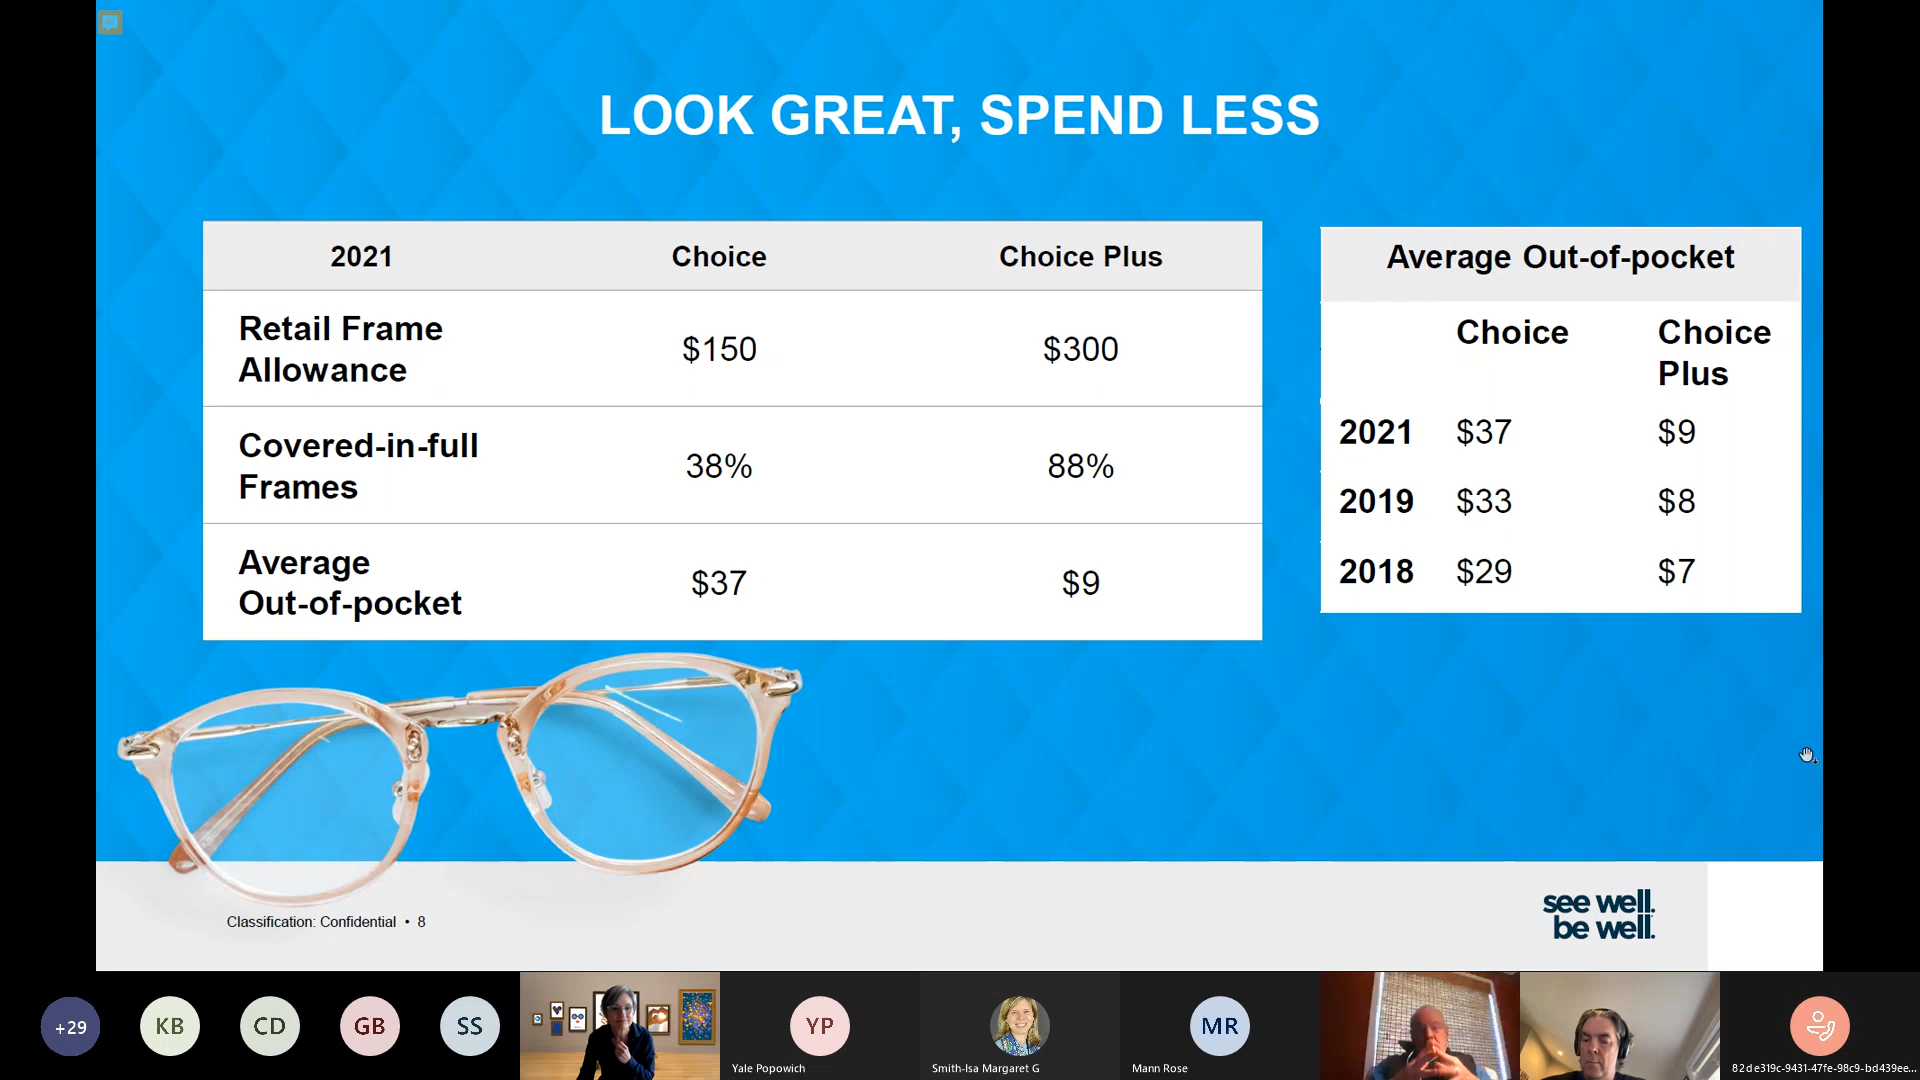 LOOK GREAT, SPEND LESS
2021 Choice Choice Plus
Retail Frame
Allowance
$150 $300
Covered-in-full
Frames
38% 88%
Average
Out-of-pocket
$37 $9
Average Out-of-pocket
Choice Choice
Plus
2021 $37 $9
2019 $33 $8
2018 $29 $7
Classification: Confidential • 8
see well.
be well.
+29 KB CD GB SS YP MR
Yale Popowich Smith-Isa Margaret G Mann Rose 82de319c-9431-47fe-98c9-bd439ee...